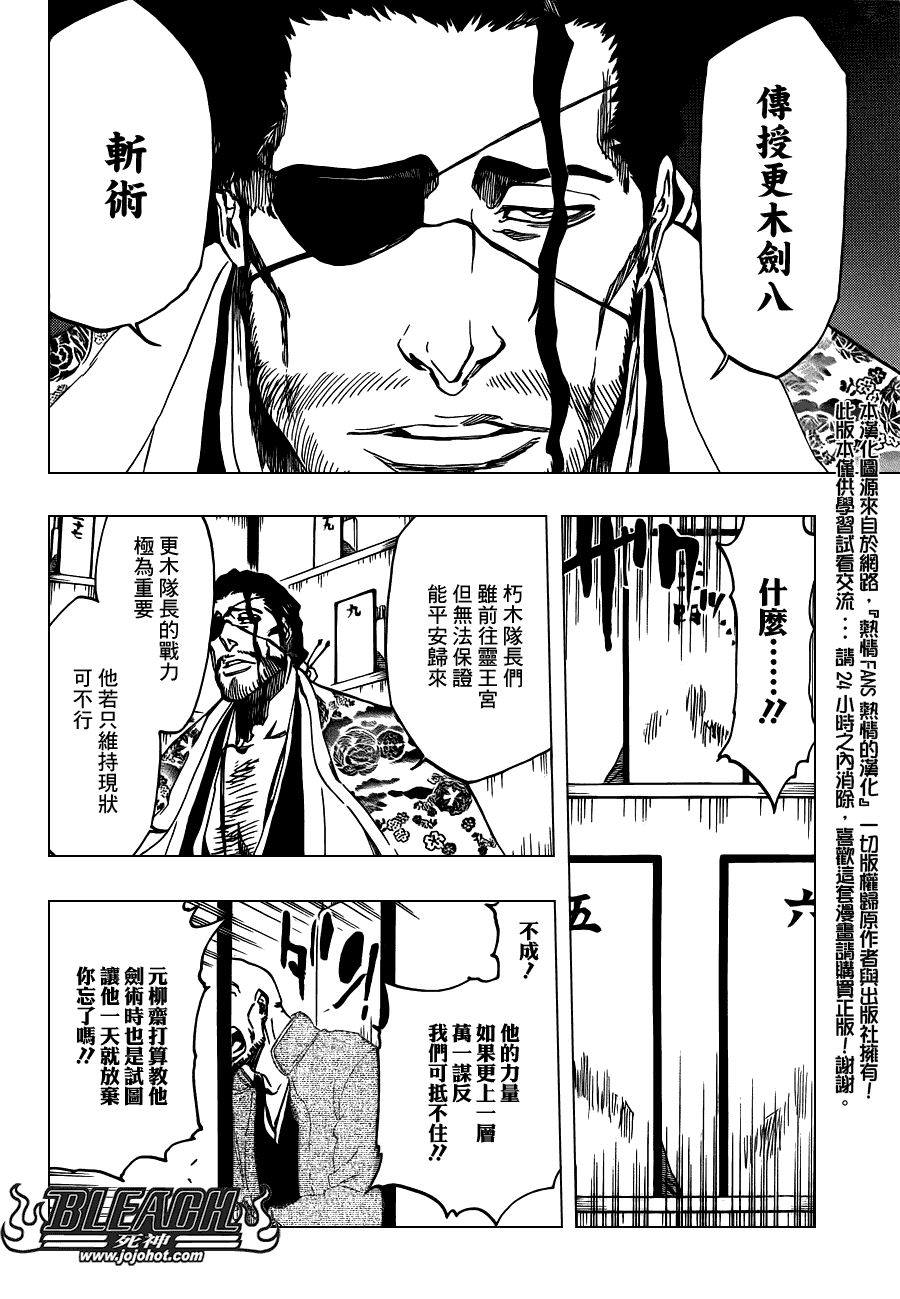 傳授更木劍八
斬術
什麼……!!
六
五
朽木隊長們
雖前往靈王宮
但無法保證
能平安歸來
更木隊長的戰力
極為重要
他若只維持現狀
可不行
九
九
七
不成!
他的力量
如果更上一層
萬一謀反
我們可抵不住!!
元柳齋打算教他
劍術時也是試圖
讓他一天就放棄
你忘了嗎!!
本漢化圖源來自於網路，『熱情FANS熱情的漢化』一切版權歸原作者與出版社擁有！
此版本僅供學習試看交流... 請24小時之內消除，喜歡這套漫畫請購買正版！謝謝。
BLEACH
死神
www.jojohot.com